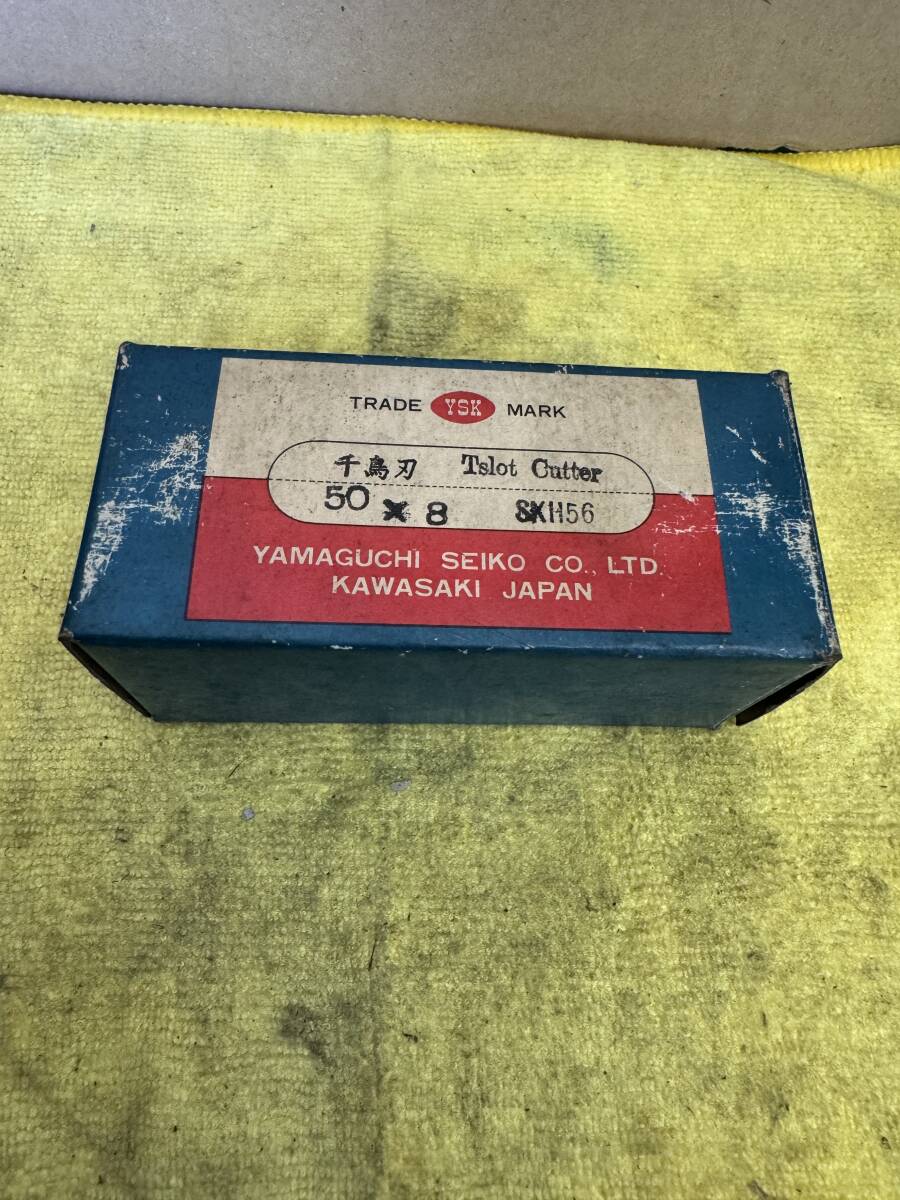 TRADE YSK MARK
千鳥刃 Tslot Cutter
50 x 8 SKH56
YAMAGUCHI SEIKO CO., LTD.
KAWASAKI JAPAN